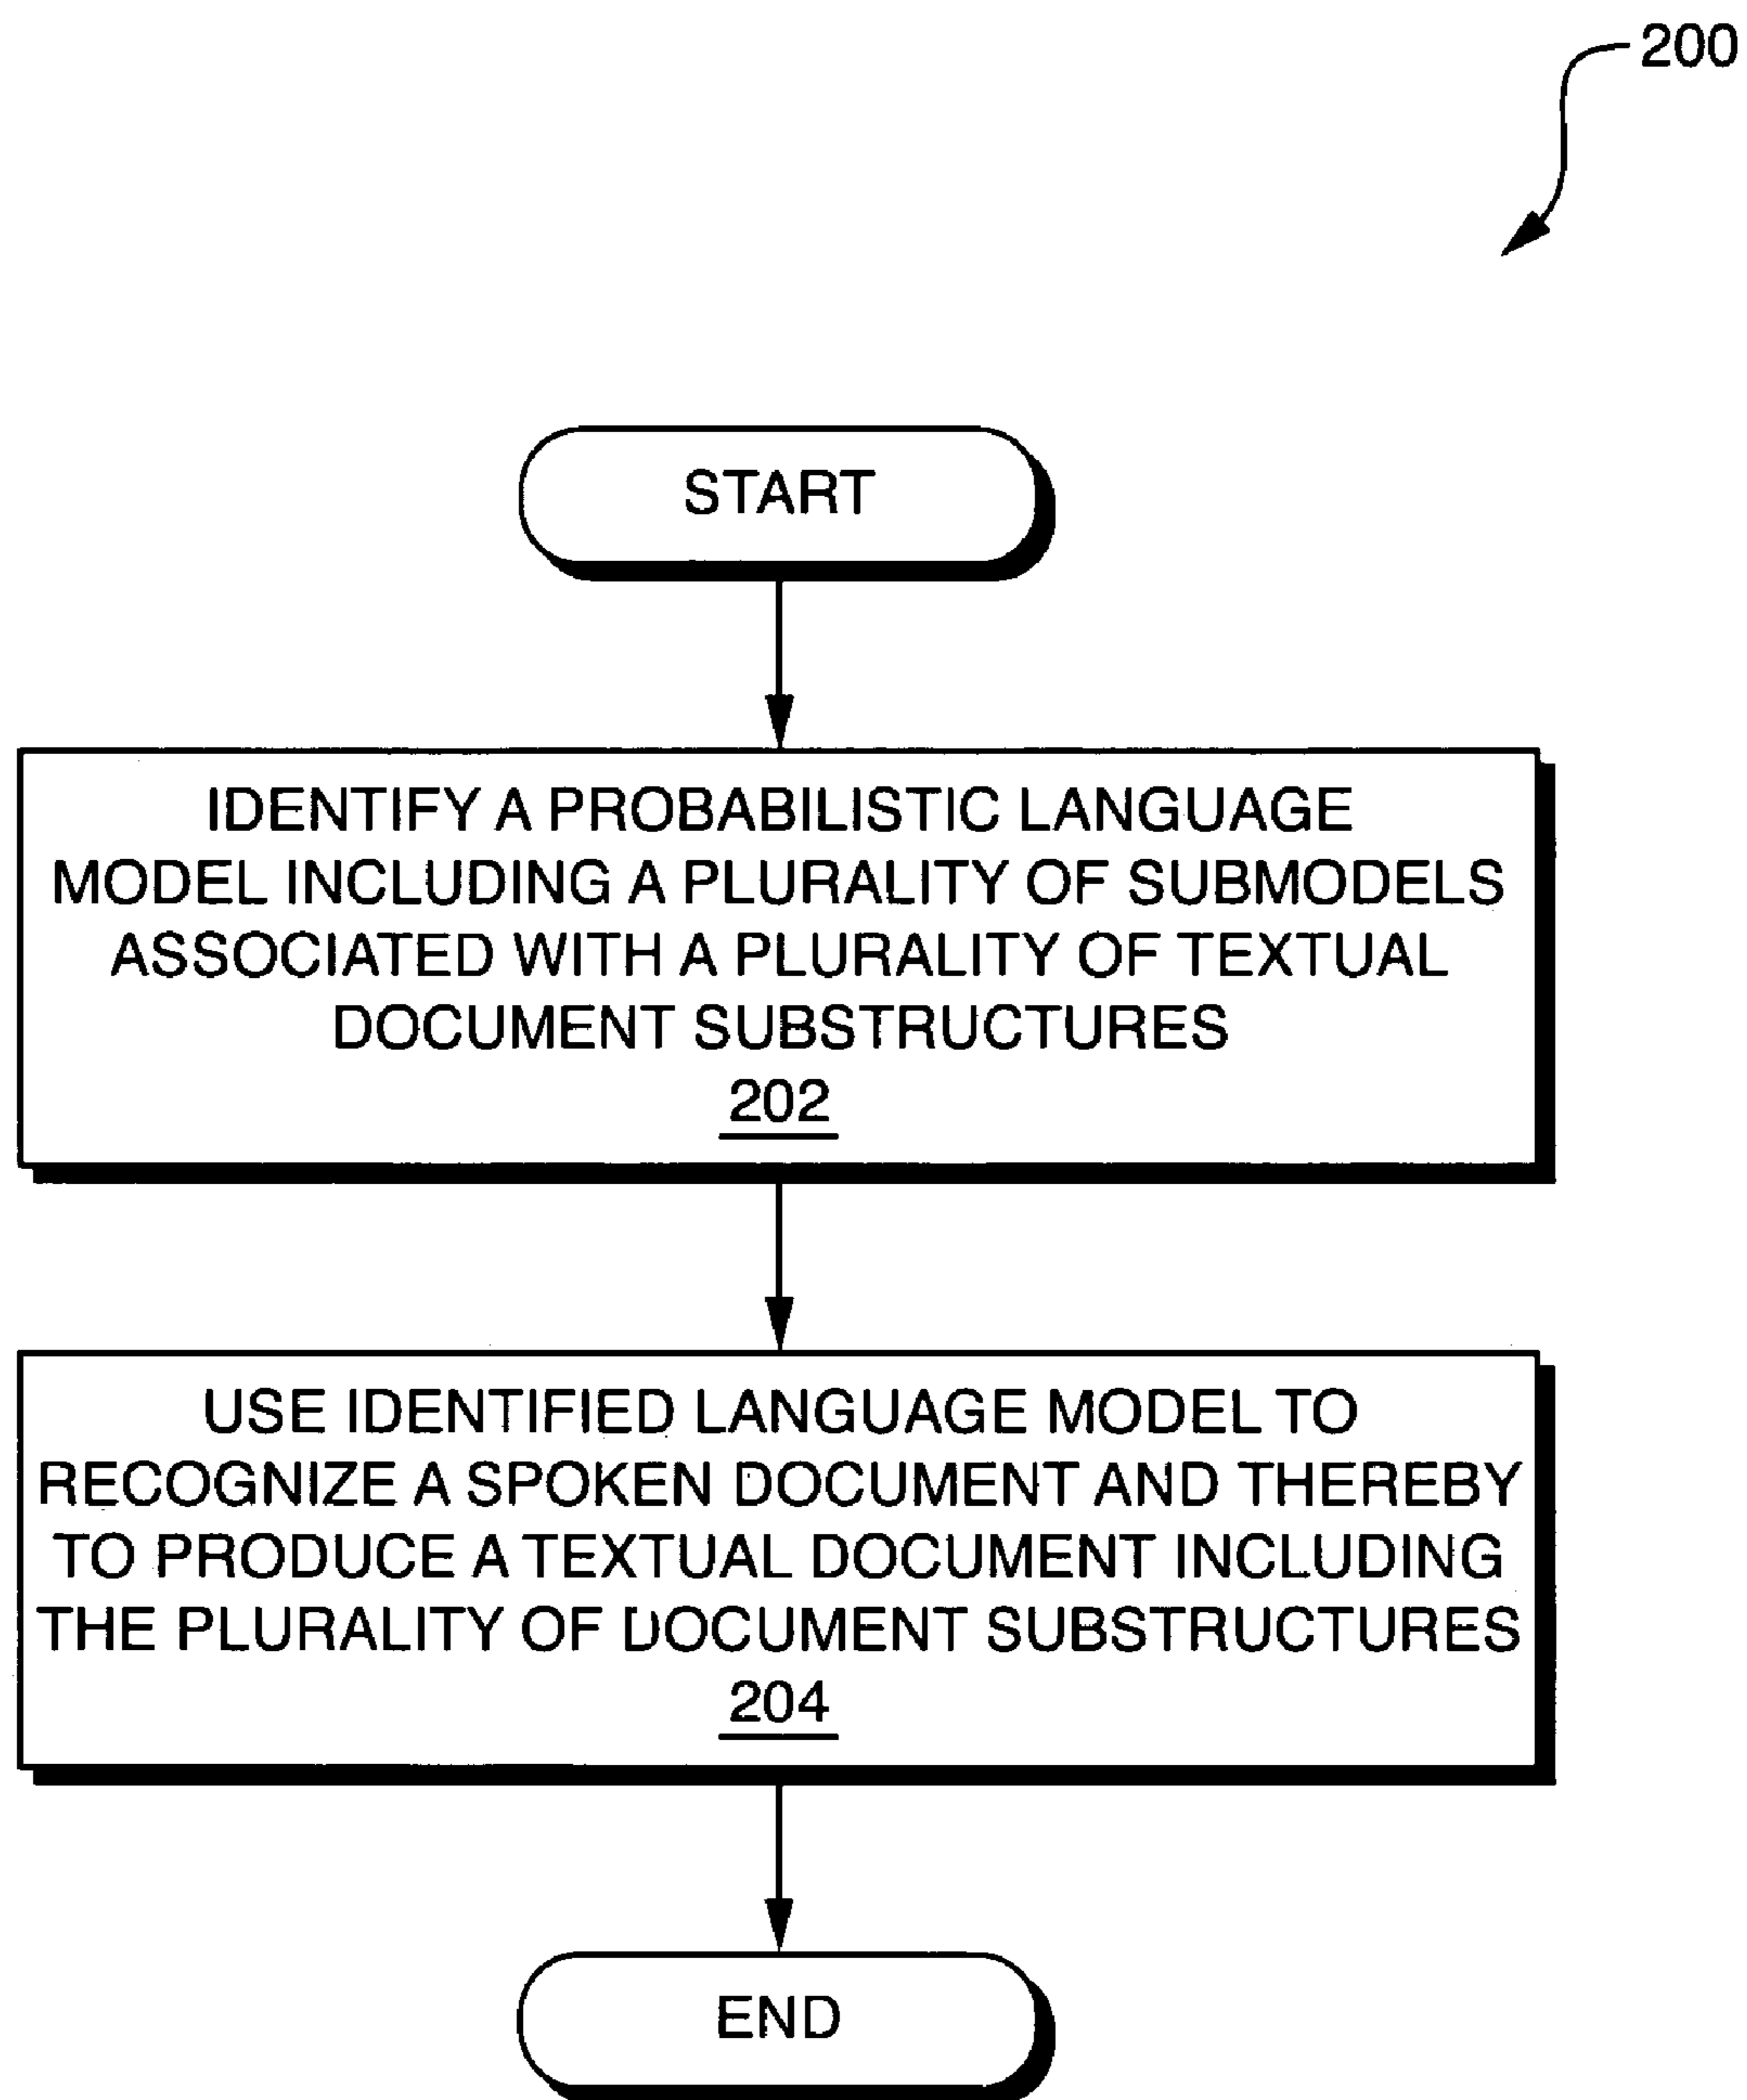 200
START
IDENTIFY A PROBABILISTIC LANGUAGE
MODEL INCLUDING A PLURALITY OF SUBMODELS
ASSOCIATED WITH A PLURALITY OF TEXTUAL
DOCUMENT SUBSTRUCTURES
202
USE IDENTIFIED LANGUAGE MODEL TO
RECOGNIZE A SPOKEN DOCUMENT AND THEREBY
TO PRODUCE A TEXTUAL DOCUMENT INCLUDING
THE PLURALITY OF DOCUMENT SUBSTRUCTURES
204
END